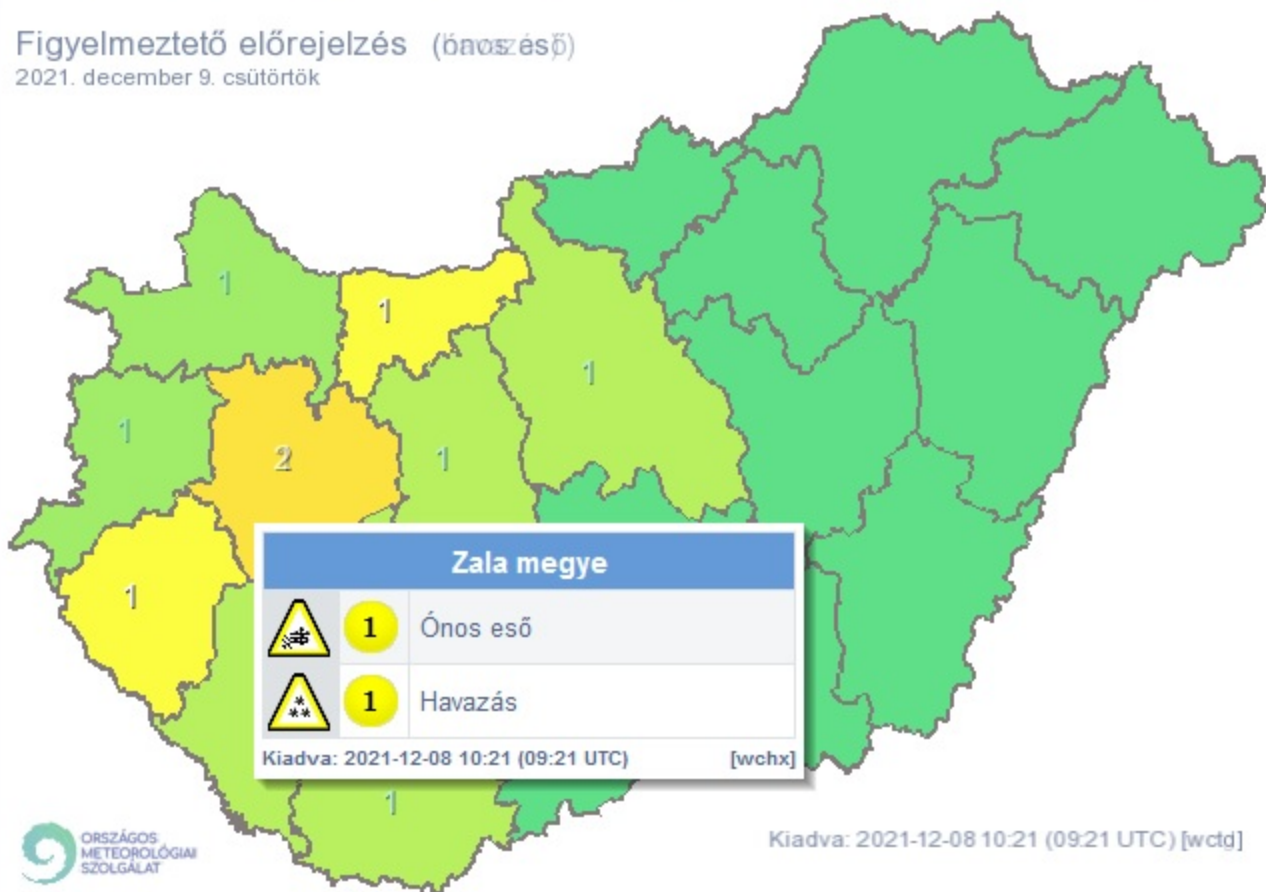 Figyelmeztető előrejelzés
2021. december 9. csütörtök
1
1
1
1
2
1
1
Zala megye
1 Ónos eső
1 Havazás
Kiadva: 2021-12-08 10:21 (09:21 UTC) [wchx]
1
ORSZÁGOS
METEOROLÓGIAI
SZOLGÁLAT
Kiadva: 2021-12-08 10:21 (09:21 UTC) [wctg]